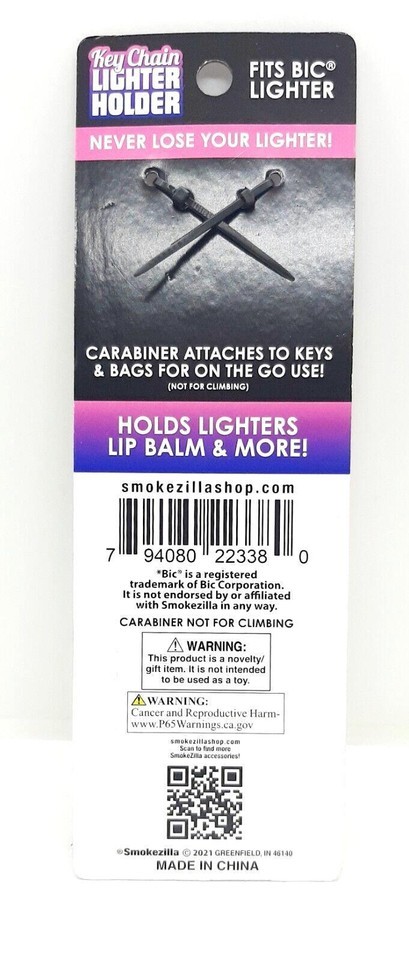 Key Chain
LIGHTER
HOLDER
FITS BIC®
LIGHTER
NEVER LOSE YOUR LIGHTER!
CARABINER ATTACHES TO KEYS
& BAGS FOR ON THE GO USE!
(NOT FOR CLIMBING)
HOLDS LIGHTERS
LIP BALM & MORE!
smokezillashop.com
7 94080 22338 0
*Bic® is a registered
trademark of Bic Corporation.
It is not endorsed by or affiliated
with Smokezilla in any way.
CARABINER NOT FOR CLIMBING
WARNING:
This product is a novelty/
gift item. It is not intended
to be used as a toy.
WARNING:
Cancer and Reproductive Harm-
www.P65Warnings.ca.gov
smokezillashop.com
Scan to find more
SmokeZilla accessories!
®Smokezilla © 2021 GREENFIELD, IN 46140
MADE IN CHINA